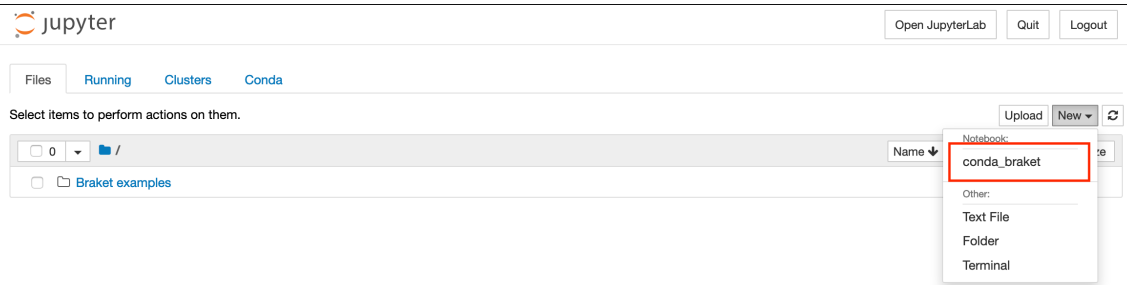 jupyter
Open JupyterLab Quit Logout
Files Running Clusters Conda
Select items to perform actions on them.
Upload New
0 / Name ze
Notebook:
conda_braket
Braket examples
Other:
Text File
Folder
Terminal